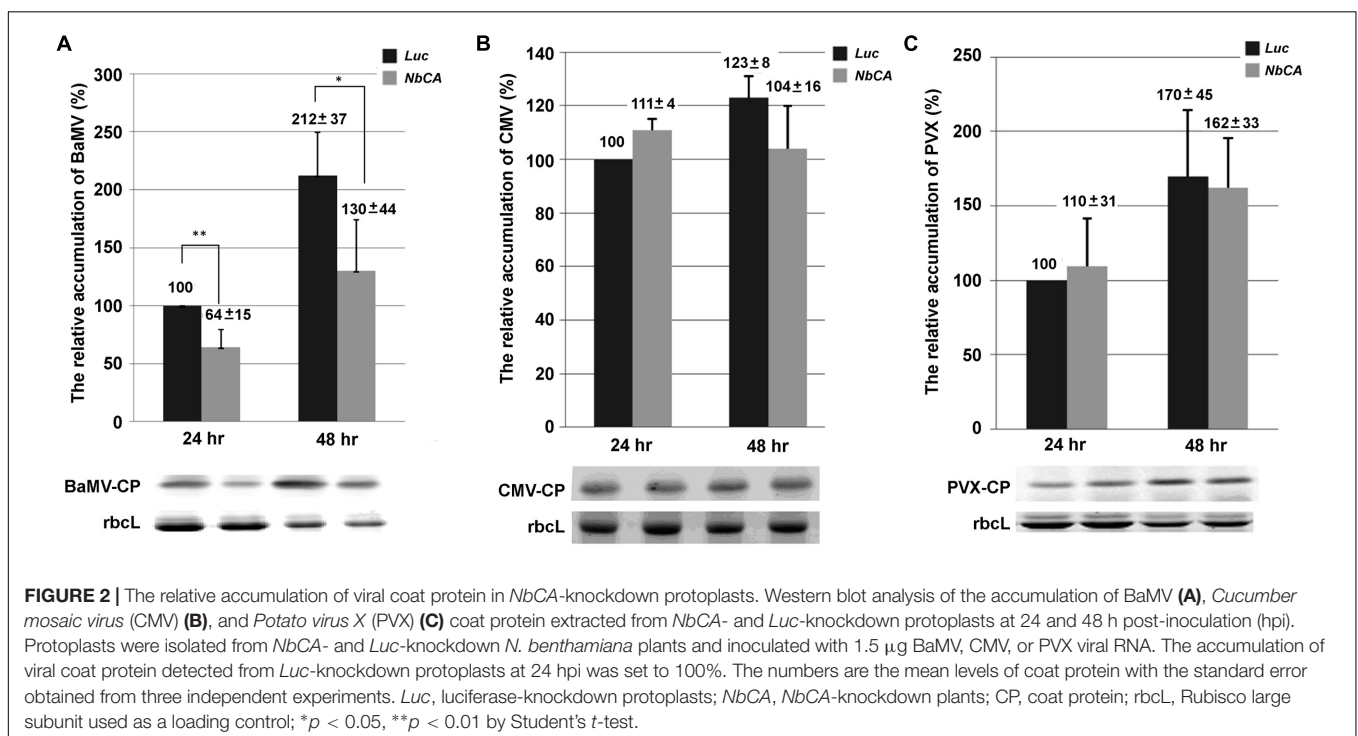 A
Luc
NbCA
The relative accumulation of BaMV (%)
300
250
200
150
100
50
0
**
100
64±15
*
212±37
130±44
24 hr
48 hr
BaMV-CP
rbcL
B
Luc
NbCA
The relative accumulation of CMV (%)
140
120
100
80
60
40
20
0
100
111±4
123±8
104±16
24 hr
48 hr
CMV-CP
rbcL
C
Luc
NbCA
The relative accumulation of PVX (%)
250
200
150
100
50
0
100
110±31
170±45
162±33
24 hr
48 hr
PVX-CP
rbcL
FIGURE 2 | The relative accumulation of viral coat protein in NbCA-knockdown protoplasts. Western blot analysis of the accumulation of BaMV (A), Cucumber
mosaic virus (CMV) (B), and Potato virus X (PVX) (C) coat protein extracted from NbCA- and Luc-knockdown protoplasts at 24 and 48 h post-inoculation (hpi).
Protoplasts were isolated from NbCA- and Luc-knockdown N. benthamiana plants and inoculated with 1.5 μg BaMV, CMV, or PVX viral RNA. The accumulation of
viral coat protein detected from Luc-knockdown protoplasts at 24 hpi was set to 100%. The numbers are the mean levels of coat protein with the standard error
obtained from three independent experiments. Luc, luciferase-knockdown protoplasts; NbCA, NbCA-knockdown plants; CP, coat protein; rbcL, Rubisco large
subunit used as a loading control; *p < 0.05, **p < 0.01 by Student's t-test.